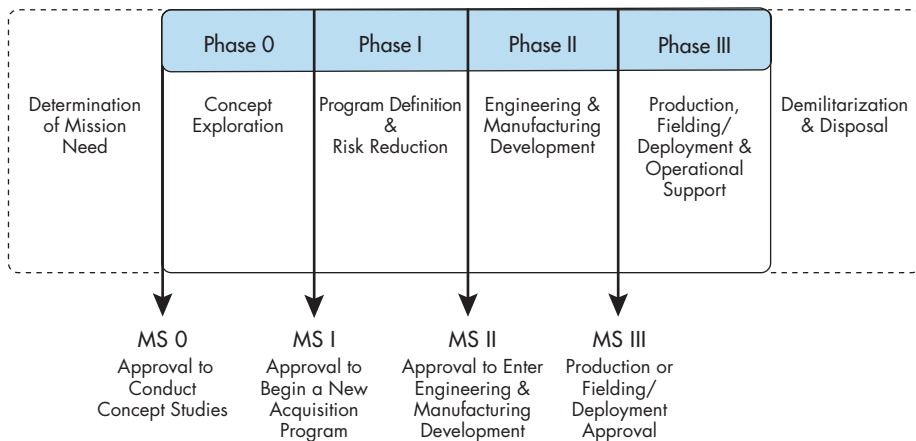 Phase 0
Phase I
Phase II
Phase III
Determination
of Mission
Need
Concept
Exploration
Program Definition
&
Risk Reduction
Engineering &
Manufacturing
Development
Production,
Fielding/
Deployment &
Operational
Support
Demilitarization
& Disposal
MS 0
Approval to
Conduct
Concept Studies
MS I
Approval to
Begin a New
Acquisition
Program
MS II
Approval to Enter
Engineering &
Manufacturing
Development
MS III
Production or
Fielding/
Deployment
Approval